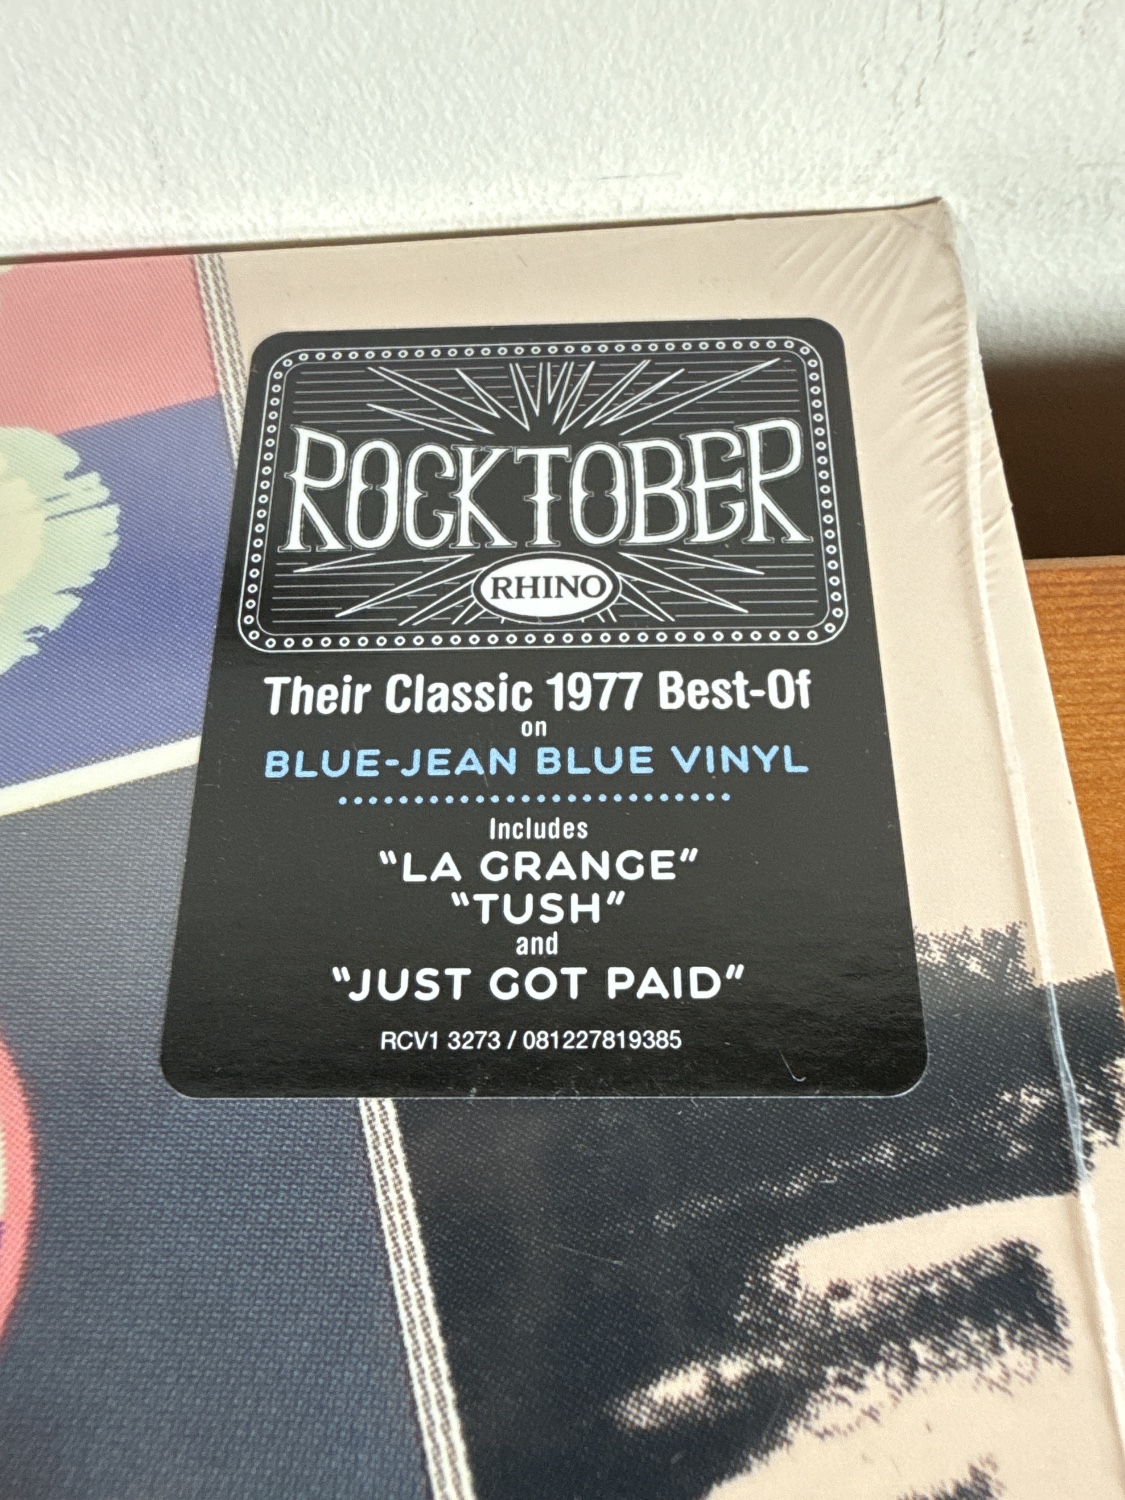 ROCKTOBER
RHINO
Their Classic 1977 Best-Of
on
BLUE-JEAN BLUE VINYL
Includes
"LA GRANGE"
"TUSH"
and
"JUST GOT PAID"
RCV1 3273 / 081227819385